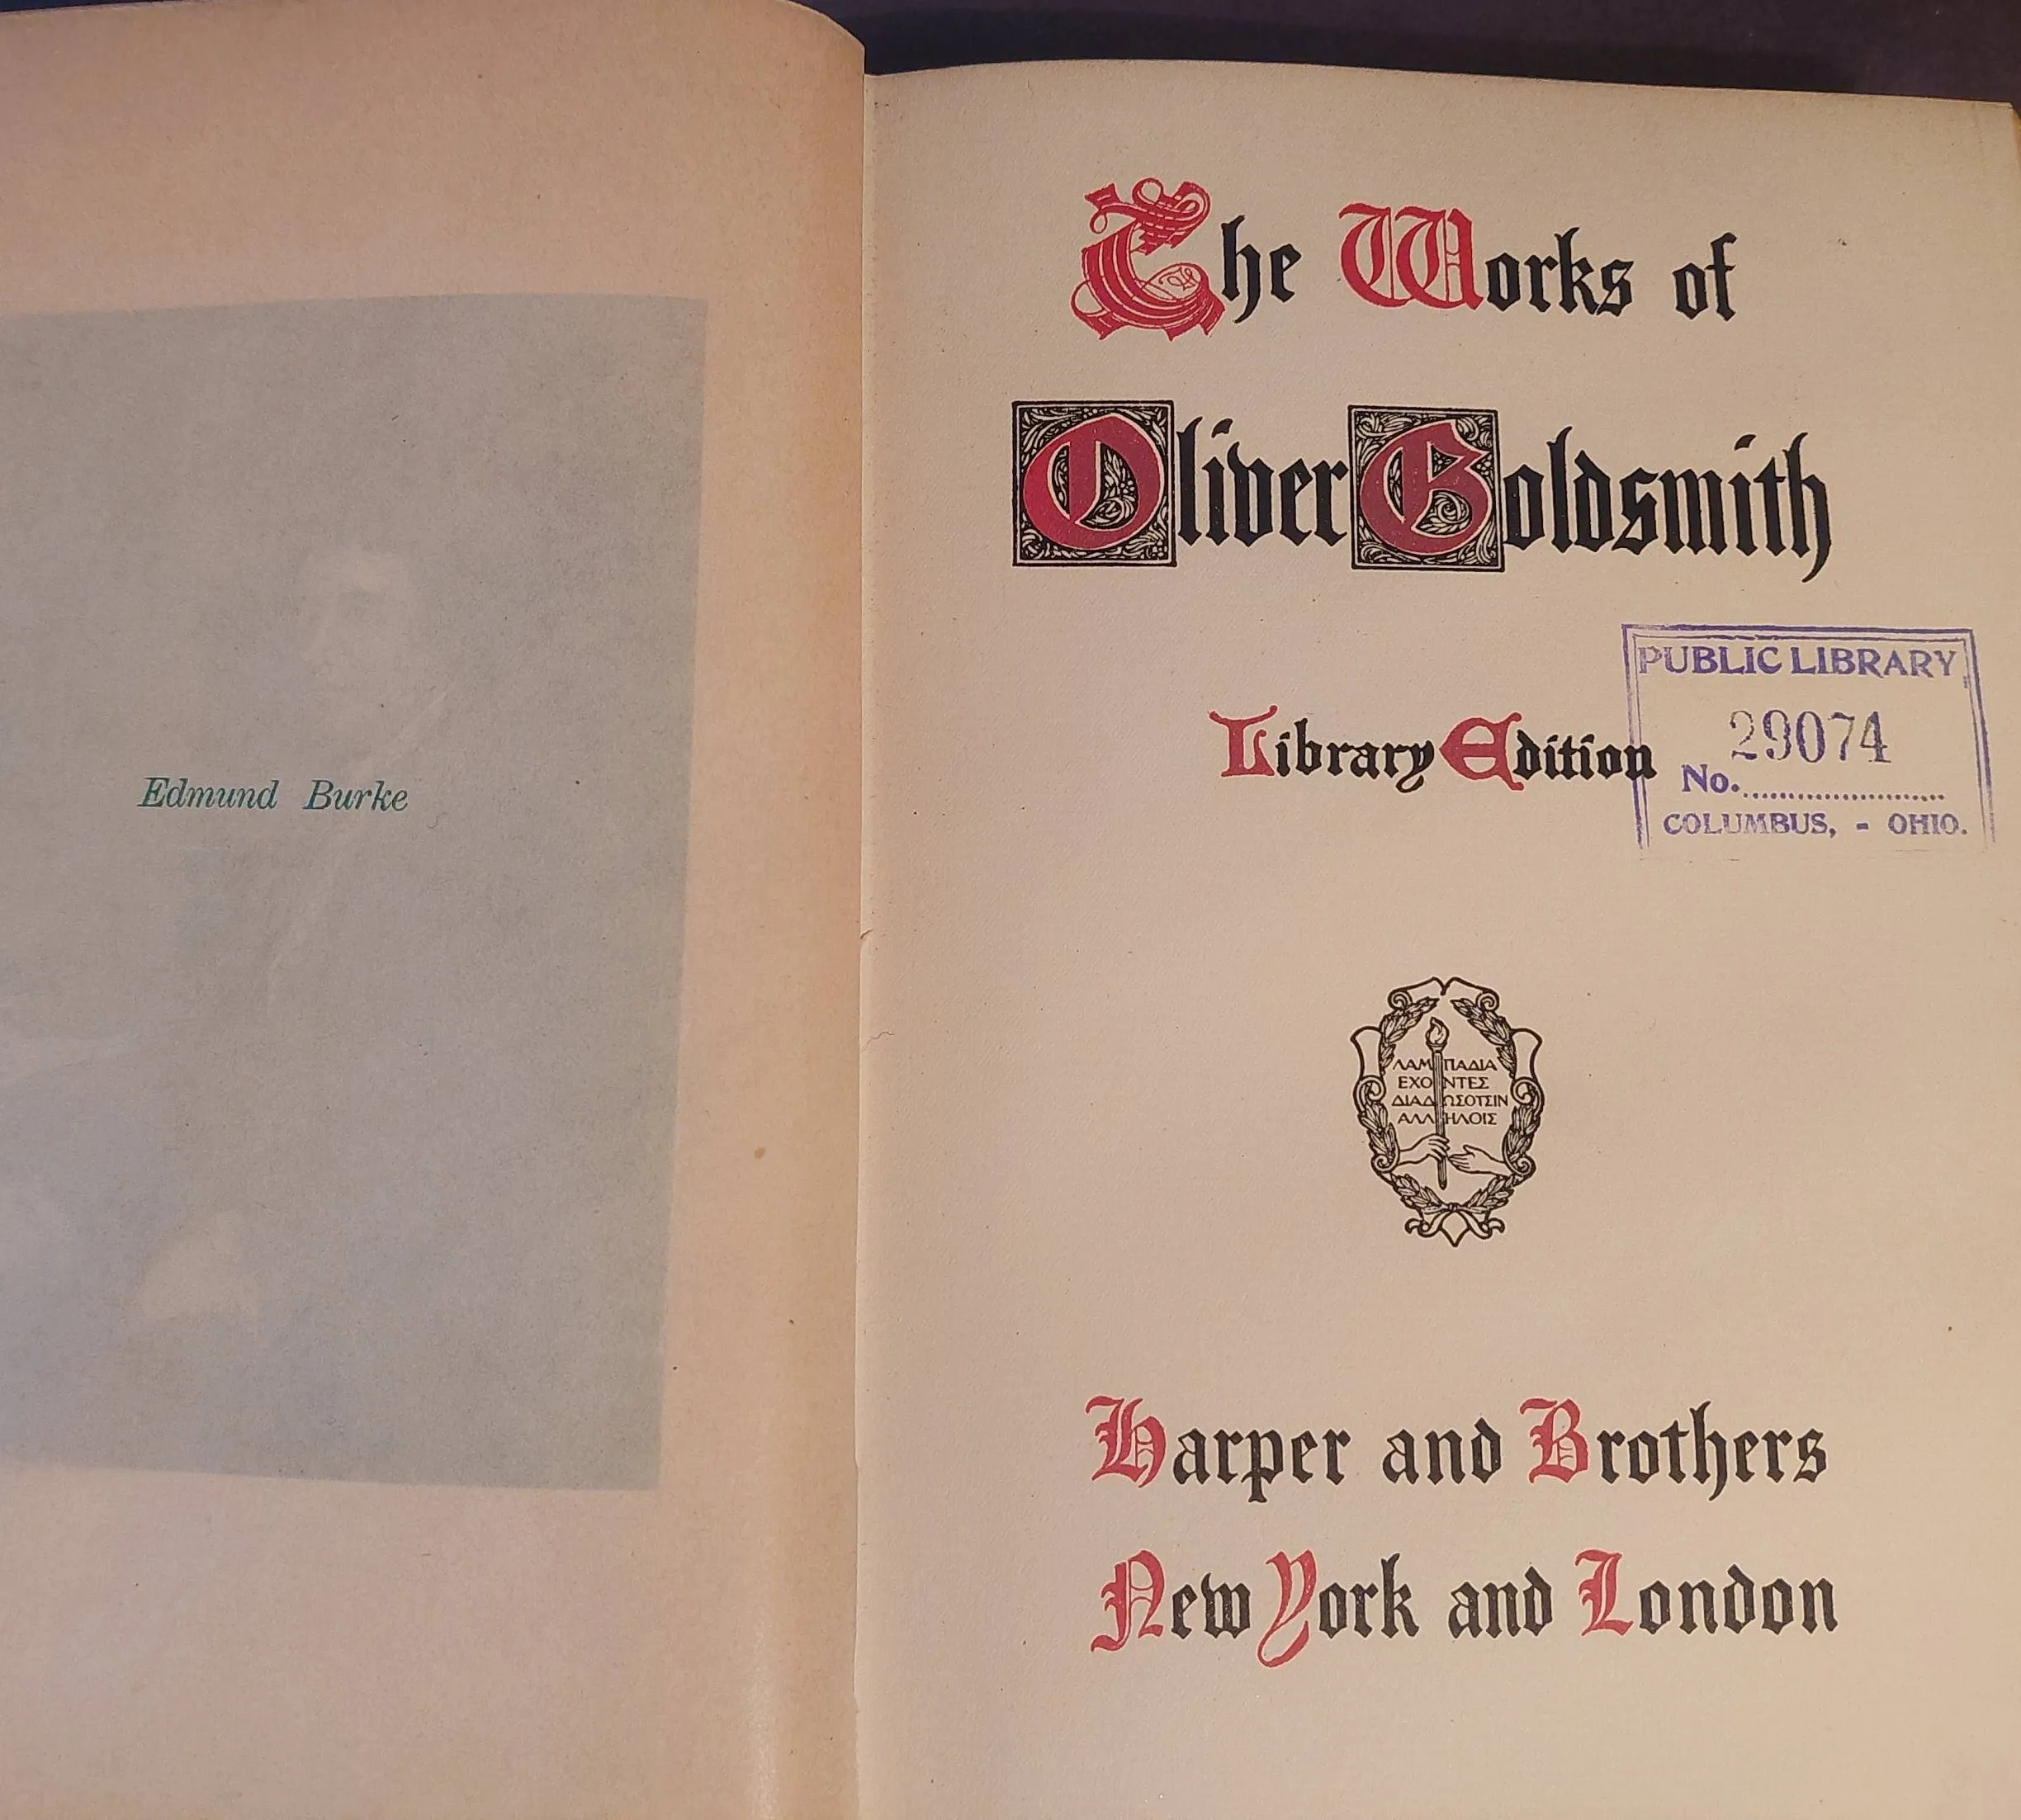 Edmund Burke
The Works of
Oliver Goldsmith
Library Edition
PUBLIC LIBRARY,
29074
No.......................
COLUMBUS, - OHIO.
ΛΑΜΠΑΔΙΑ
ΕΧΟΝΤΕΣ
ΔΙΑΔΩΣΟΥΣΙΝ
ΑΛΛΗΛΟΙΣ
Harper and Brothers
New York and London